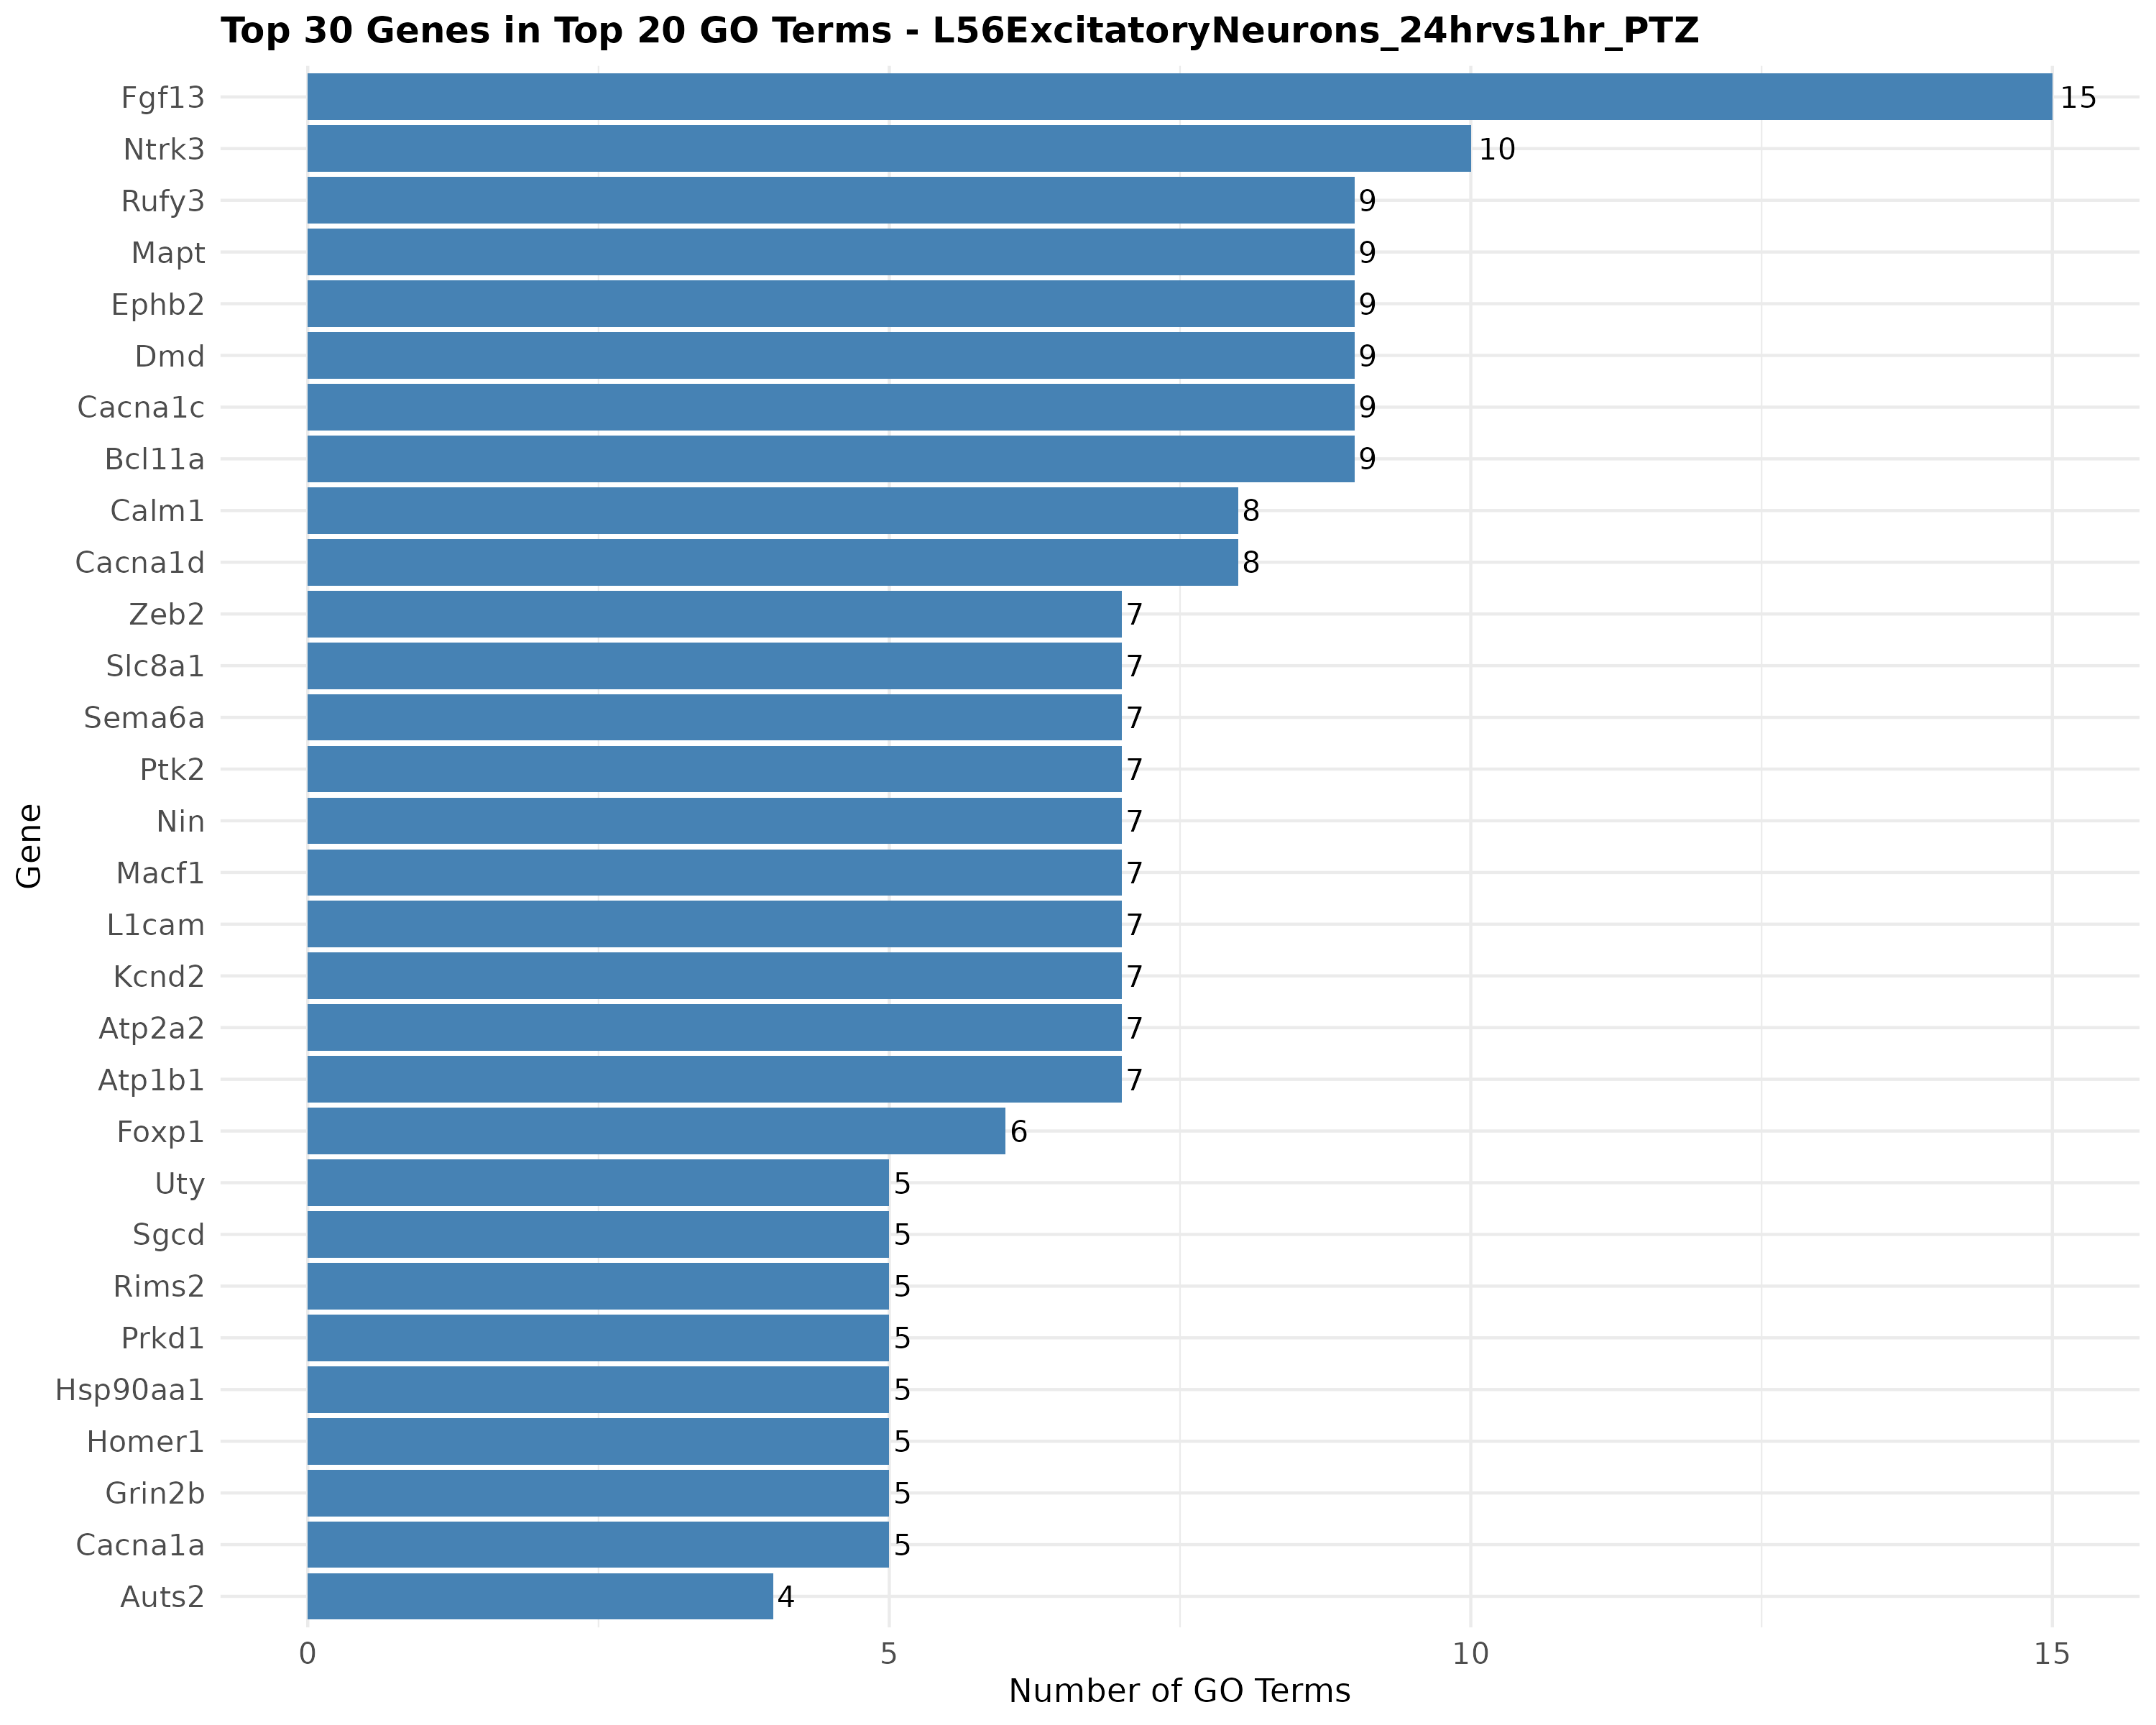 Top 30 Genes in Top 20 GO Terms - L56ExcitatoryNeurons_24hrvs1hr_PTZ
Fgf13 15
Ntrk3 10
Rufy3 9
Mapt 9
Ephb2 9
Dmd 9
Cacna1c 9
Bcl11a 9
Calm1 8
Cacna1d 8
Zeb2 7
Slc8a1 7
Sema6a 7
Ptk2 7
Nin 7
Macf1 7
L1cam 7
Kcnd2 7
Atp2a2 7
Atp1b1 7
Foxp1 6
Uty 5
Sgcd 5
Rims2 5
Prkd1 5
Hsp90aa1 5
Homer1 5
Grin2b 5
Cacna1a 5
Auts2 4
Gene
0 5 10 15
Number of GO Terms